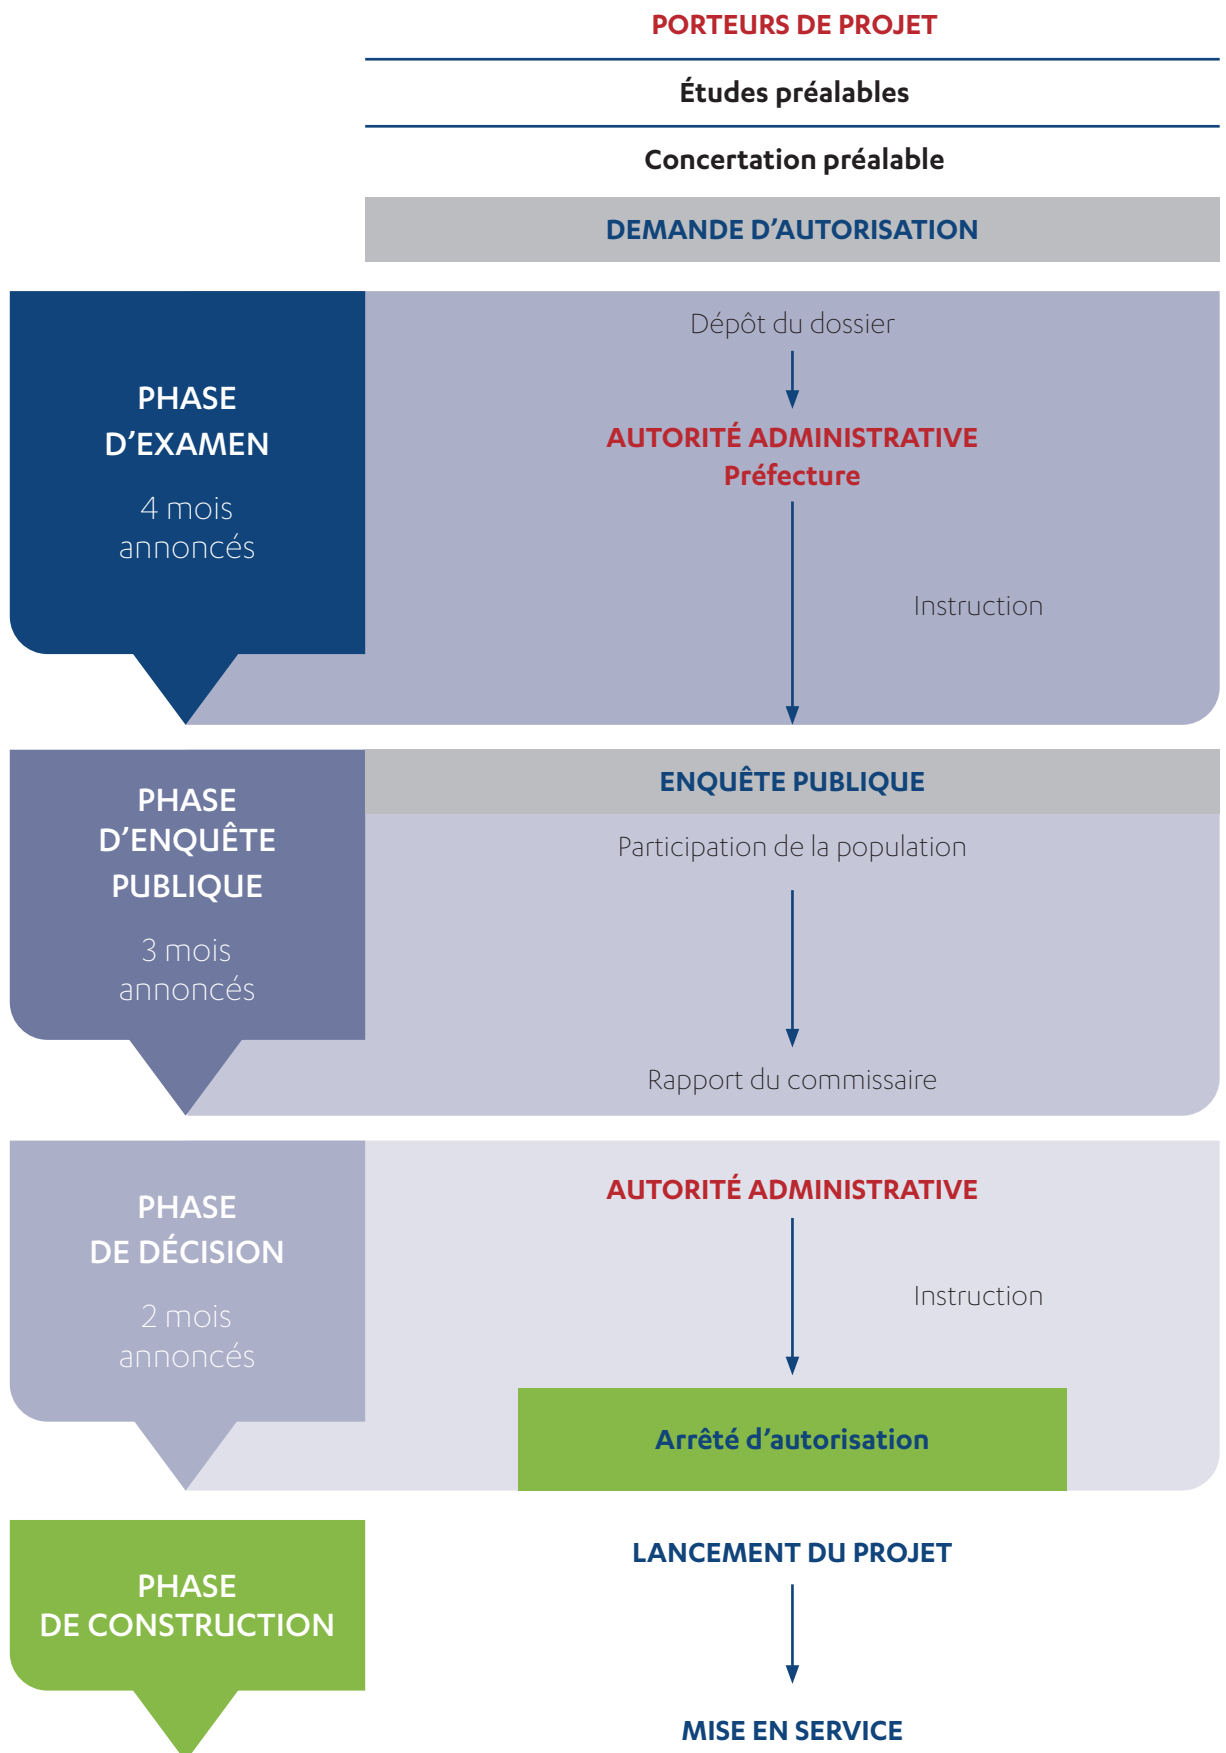 PORTEURS DE PROJET
Études préalables
Concertation préalable
DEMANDE D’AUTORISATION
PHASE
D’EXAMEN
4 mois
annoncés
Dépôt du dossier
AUTORITÉ ADMINISTRATIVE
Préfecture
Instruction
PHASE
D’ENQUÊTE
PUBLIQUE
3 mois
annoncés
ENQUÊTE PUBLIQUE
Participation de la population
Rapport du commissaire
PHASE
DE DÉCISION
2 mois
annoncés
AUTORITÉ ADMINISTRATIVE
Instruction
Arrêté d’autorisation
PHASE
DE CONSTRUCTION
LANCEMENT DU PROJET
MISE EN SERVICE